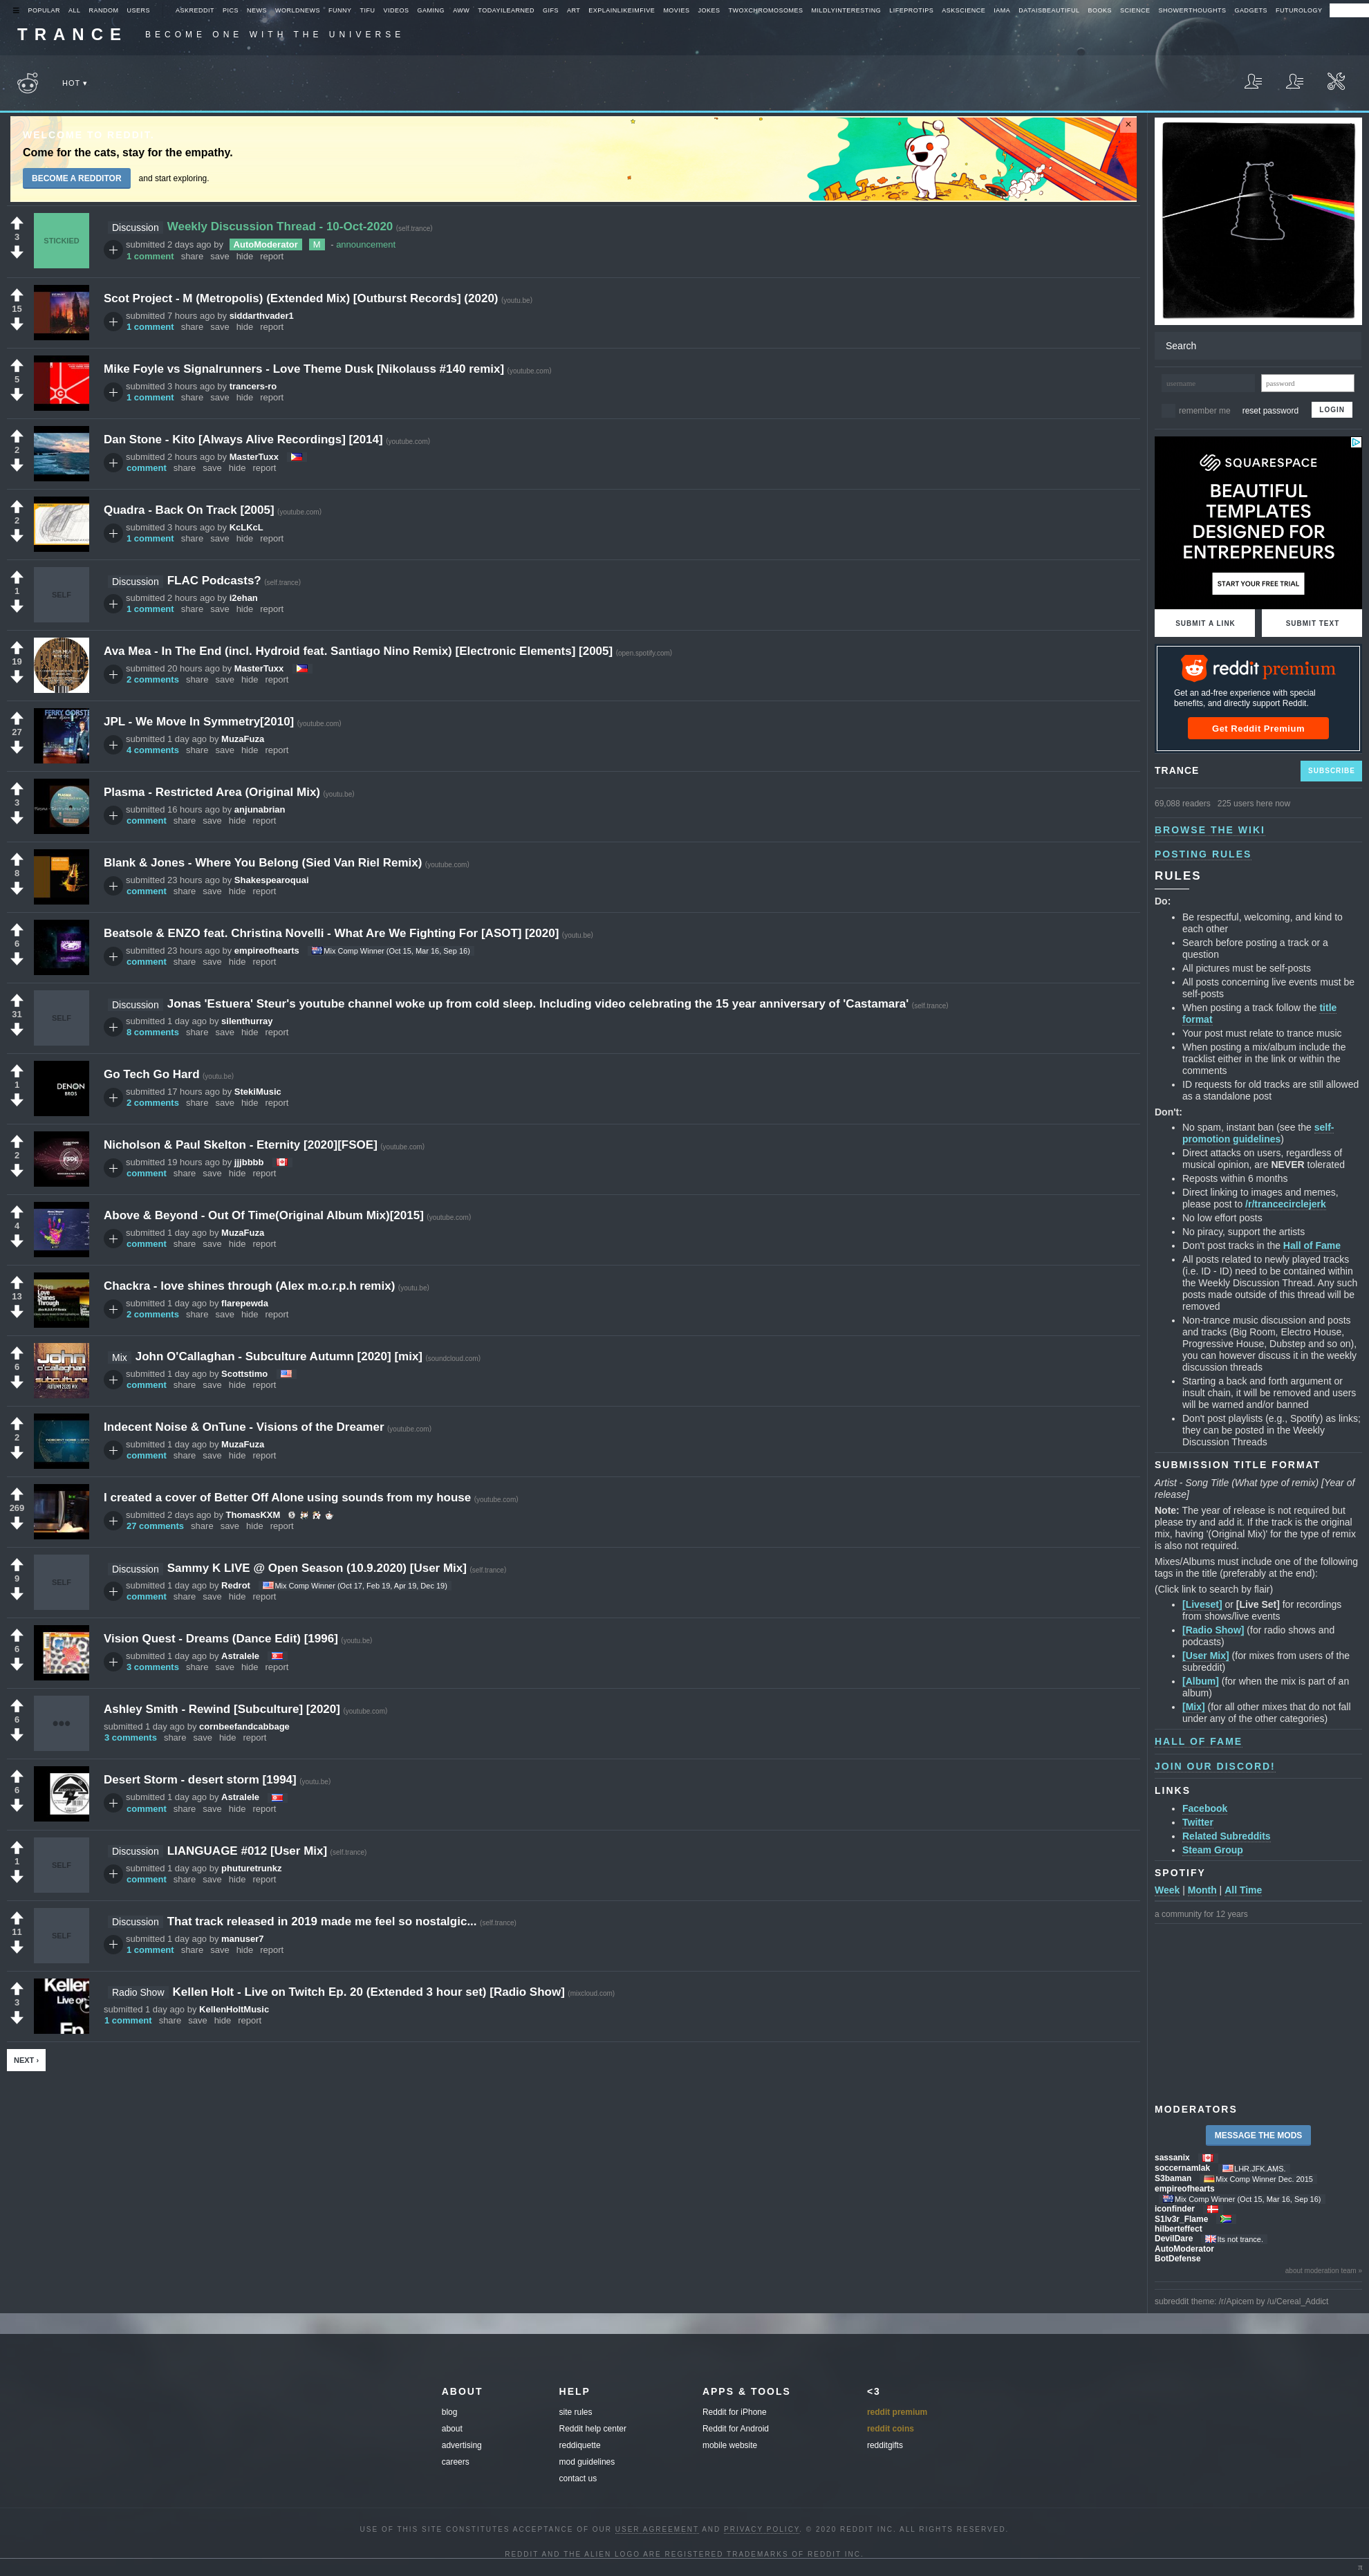 POPULAR ALL RANDOM USERS ASKREDDIT PICS NEWS WORLDNEWS FUNNY TIFU VIDEOS GAMING AWW TODAYILEARNED GIFS ART EXPLAINLIKEIMFIVE MOVIES JOKES TWOXCHROMOSOMES MILDLYINTERESTING LIFEPROTIPS ASKSCIENCE IAMA DATAISBEAUTIFUL BOOKS SCIENCE SHOWERTHOUGHTS GADGETS FUTUROLOGY
TRANCE BECOME ONE WITH THE UNIVERSE
HOT ▾
WELCOME TO REDDIT,
Come for the cats, stay for the empathy.
BECOME A REDDITOR and start exploring.
×
3
STICKIED
Discussion Weekly Discussion Thread - 10-Oct-2020 (self.trance)
submitted 2 days ago by AutoModerator M - announcement
1 comment share save hide report
15
Scot Project - M (Metropolis) (Extended Mix) [Outburst Records] (2020) (youtu.be)
submitted 7 hours ago by siddarthvader1
1 comment share save hide report
5
Mike Foyle vs Signalrunners - Love Theme Dusk [Nikolauss #140 remix] (youtube.com)
submitted 3 hours ago by trancers-ro
1 comment share save hide report
2
Dan Stone - Kito [Always Alive Recordings] [2014] (youtube.com)
submitted 2 hours ago by MasterTuxx
comment share save hide report
2
Quadra - Back On Track [2005] (youtube.com)
submitted 3 hours ago by KcLKcL
1 comment share save hide report
1
SELF
Discussion FLAC Podcasts? (self.trance)
submitted 2 hours ago by i2ehan
1 comment share save hide report
19
Ava Mea - In The End (incl. Hydroid feat. Santiago Nino Remix) [Electronic Elements] [2005] (open.spotify.com)
submitted 20 hours ago by MasterTuxx
2 comments share save hide report
27
JPL - We Move In Symmetry[2010] (youtube.com)
submitted 1 day ago by MuzaFuza
4 comments share save hide report
3
Plasma - Restricted Area (Original Mix) (youtu.be)
submitted 16 hours ago by anjunabrian
comment share save hide report
8
Blank & Jones - Where You Belong (Sied Van Riel Remix) (youtube.com)
submitted 23 hours ago by Shakespearoquai
comment share save hide report
6
Beatsole & ENZO feat. Christina Novelli - What Are We Fighting For [ASOT] [2020] (youtu.be)
submitted 23 hours ago by empireofhearts Mix Comp Winner (Oct 15, Mar 16, Sep 16)
comment share save hide report
31
SELF
Discussion Jonas 'Estuera' Steur's youtube channel woke up from cold sleep. Including video celebrating the 15 year anniversary of 'Castamara' (self.trance)
submitted 1 day ago by silenthurray
8 comments share save hide report
1
DENON
BROS
Go Tech Go Hard (youtu.be)
submitted 17 hours ago by StekiMusic
2 comments share save hide report
2
FSOE
Nicholson & Paul Skelton - Eternity [2020][FSOE] (youtube.com)
submitted 19 hours ago by jjjbbbb
comment share save hide report
4
Above & Beyond - Out Of Time(Original Album Mix)[2015] (youtube.com)
submitted 1 day ago by MuzaFuza
comment share save hide report
13
Love Shines Through
Chackra - love shines through (Alex m.o.r.p.h remix) (youtu.be)
submitted 1 day ago by flarepewda
2 comments share save hide report
6
John O'callaghan
subculture
Mix John O'Callaghan - Subculture Autumn [2020] [mix] (soundcloud.com)
submitted 1 day ago by Scottstimo
comment share save hide report
2
Indecent Noise & OnTune - Visions of the Dreamer (youtube.com)
submitted 1 day ago by MuzaFuza
comment share save hide report
269
I created a cover of Better Off Alone using sounds from my house (youtube.com)
submitted 2 days ago by ThomasKXM
27 comments share save hide report
9
SELF
Discussion Sammy K LIVE @ Open Season (10.9.2020) [User Mix] (self.trance)
submitted 1 day ago by Redrot Mix Comp Winner (Oct 17, Feb 19, Apr 19, Dec 19)
comment share save hide report
6
Vision Quest - Dreams (Dance Edit) [1996] (youtu.be)
submitted 1 day ago by Astralele
3 comments share save hide report
6
Ashley Smith - Rewind [Subculture] [2020] (youtube.com)
submitted 1 day ago by cornbeefandcabbage
3 comments share save hide report
6
Desert Storm - desert storm [1994] (youtu.be)
submitted 1 day ago by Astralele
comment share save hide report
1
SELF
Discussion LIANGUAGE #012 [User Mix] (self.trance)
submitted 1 day ago by phuturetrunkz
comment share save hide report
11
SELF
Discussion That track released in 2019 made me feel so nostalgic... (self.trance)
submitted 1 day ago by manuser7
1 comment share save hide report
3
Keller
Live on
Ep
Radio Show Kellen Holt - Live on Twitch Ep. 20 (Extended 3 hour set) [Radio Show] (mixcloud.com)
submitted 1 day ago by KellenHoltMusic
1 comment share save hide report
NEXT ›
Search
username password
remember me reset password LOGIN
SQUARESPACE
BEAUTIFUL
TEMPLATES
DESIGNED FOR
ENTREPRENEURS
START YOUR FREE TRIAL
SUBMIT A LINK SUBMIT TEXT
reddit premium
Get an ad-free experience with special
benefits, and directly support Reddit.
Get Reddit Premium
TRANCE SUBSCRIBE
69,088 readers 225 users here now
BROWSE THE WIKI
POSTING RULES
RULES
Do:
Be respectful, welcoming, and kind to
each other
Search before posting a track or a
question
All pictures must be self-posts
All posts concerning live events must be
self-posts
When posting a track follow the title
format
Your post must relate to trance music
When posting a mix/album include the
tracklist either in the link or within the
comments
ID requests for old tracks are still allowed
as a standalone post
Don't:
No spam, instant ban (see the self-
promotion guidelines)
Direct attacks on users, regardless of
musical opinion, are NEVER tolerated
Reposts within 6 months
Direct linking to images and memes,
please post to /r/trancecirclejerk
No low effort posts
No piracy, support the artists
Don't post tracks in the Hall of Fame
All posts related to newly played tracks
(i.e. ID - ID) need to be contained within
the Weekly Discussion Thread. Any such
posts made outside of this thread will be
removed
Non-trance music discussion and posts
and tracks (Big Room, Electro House,
Progressive House, Dubstep and so on),
you can however discuss it in the weekly
discussion threads
Starting a back and forth argument or
insult chain, it will be removed and users
will be warned and/or banned
Don't post playlists (e.g., Spotify) as links;
they can be posted in the Weekly
Discussion Threads
SUBMISSION TITLE FORMAT
Artist - Song Title (What type of remix) [Year of
release]
Note: The year of release is not required but
please try and add it. If the track is the original
mix, having '(Original Mix)' for the type of remix
is also not required.
Mixes/Albums must include one of the following
tags in the title (preferably at the end):
(Click link to search by flair)
[Liveset] or [Live Set] for recordings
from shows/live events
[Radio Show] (for radio shows and
podcasts)
[User Mix] (for mixes from users of the
subreddit)
[Album] (for when the mix is part of an
album)
[Mix] (for all other mixes that do not fall
under any of the other categories)
HALL OF FAME
JOIN OUR DISCORD!
LINKS
Facebook
Twitter
Related Subreddits
Steam Group
SPOTIFY
Week | Month | All Time
a community for 12 years
MODERATORS
MESSAGE THE MODS
sassanix
soccernamlak LHR.JFK.AMS.
S3baman Mix Comp Winner Dec. 2015
empireofhearts
Mix Comp Winner (Oct 15, Mar 16, Sep 16)
iconfinder
S1lv3r_Flame
hilberteffect
DevilDare Its not trance.
AutoModerator
BotDefense
about moderation team »
subreddit theme: /r/Apicem by /u/Cereal_Addict
ABOUT
blog
about
advertising
careers
HELP
site rules
Reddit help center
reddiquette
mod guidelines
contact us
APPS & TOOLS
Reddit for iPhone
Reddit for Android
mobile website
<3
reddit premium
reddit coins
redditgifts
USE OF THIS SITE CONSTITUTES ACCEPTANCE OF OUR USER AGREEMENT AND PRIVACY POLICY. © 2020 REDDIT INC. ALL RIGHTS RESERVED.
REDDIT AND THE ALIEN LOGO ARE REGISTERED TRADEMARKS OF REDDIT INC.
π